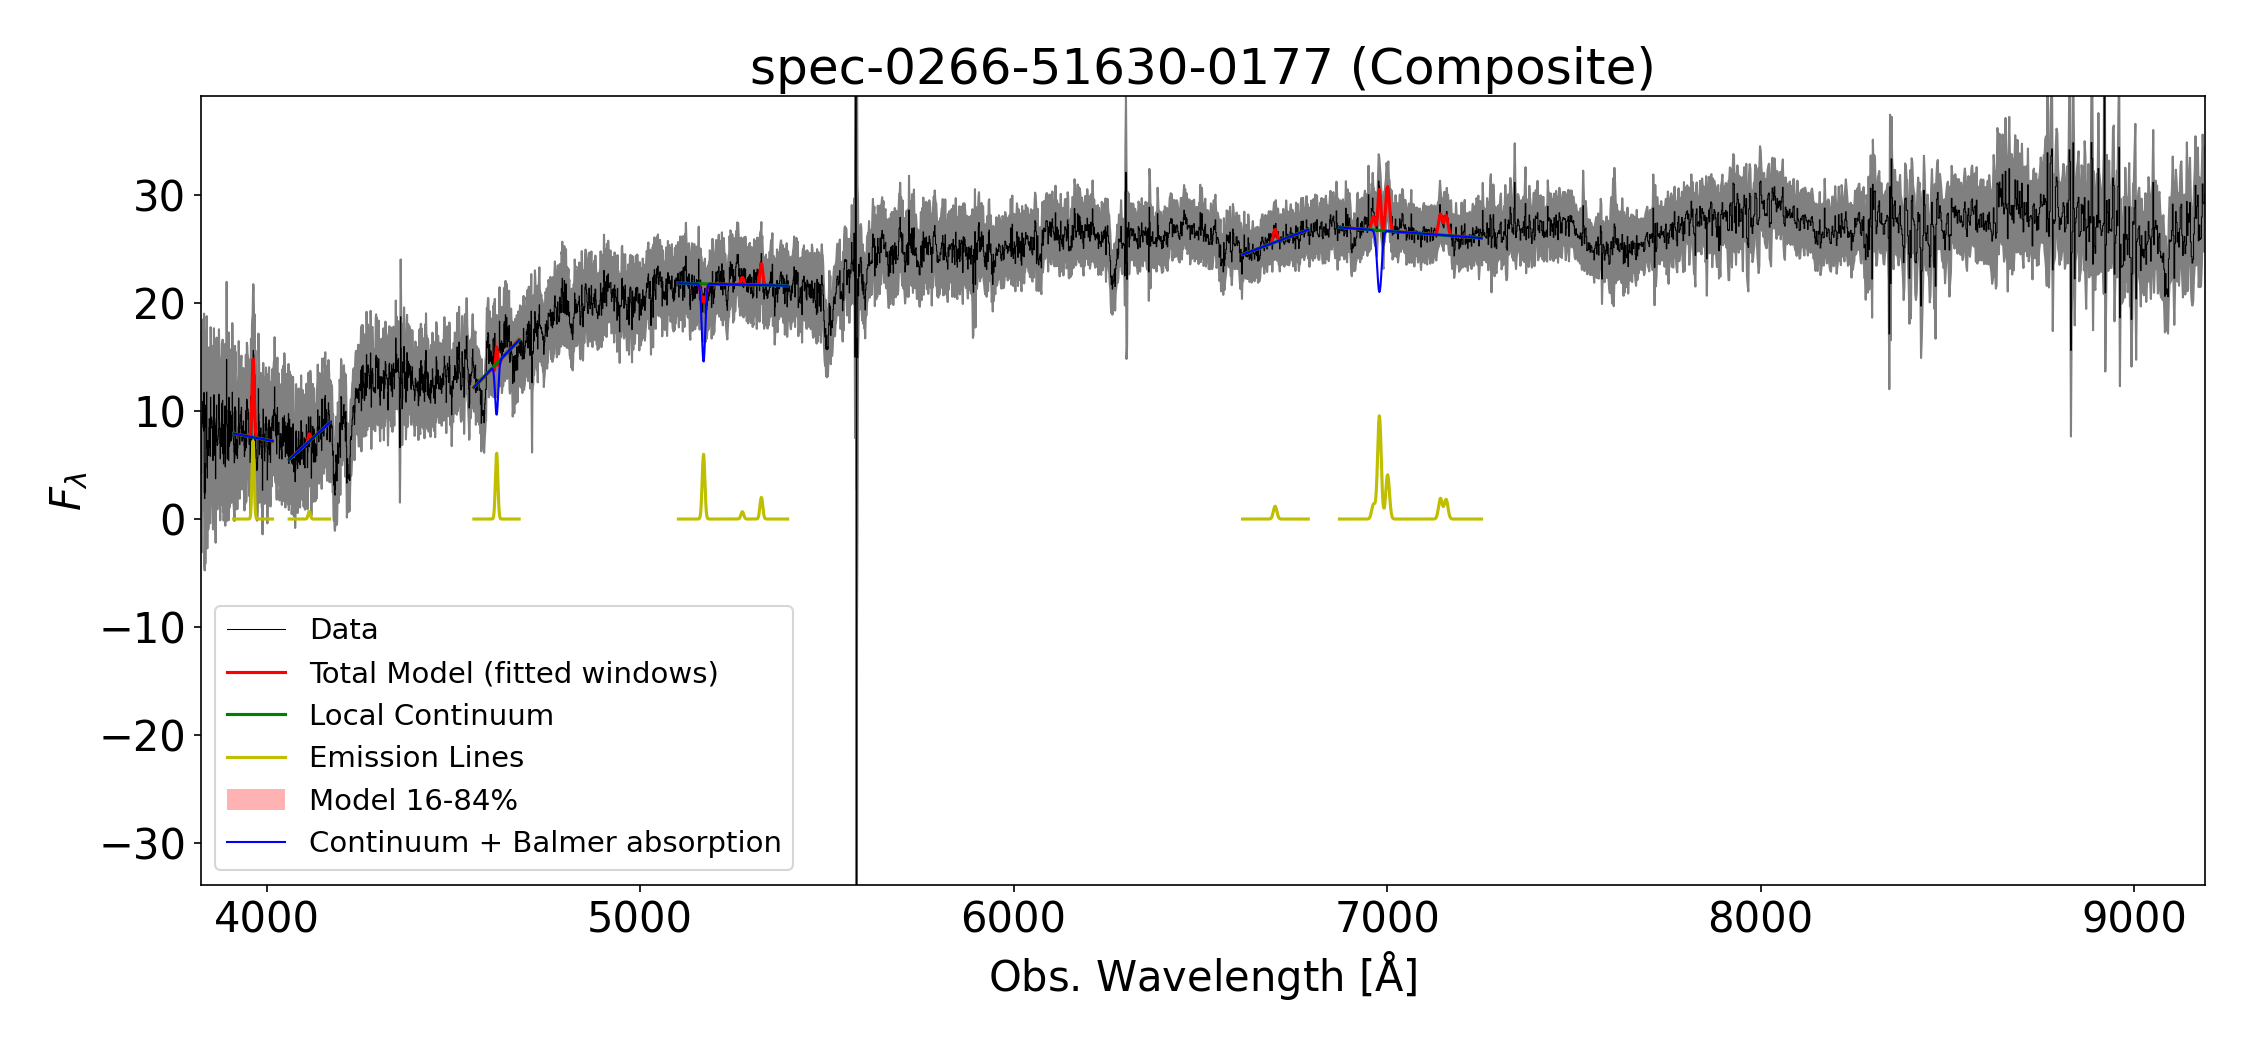 spec-0266-51630-0177 (Composite)
30
20
10
0
−10
−20
−30
Fλ
Data
Total Model (fitted windows)
Local Continuum
Emission Lines
Model 16-84%
Continuum + Balmer absorption
4000 5000 6000 7000 8000 9000
Obs. Wavelength [Å]